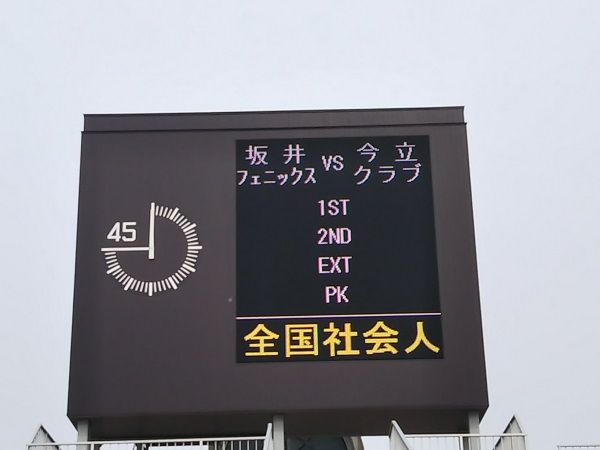 坂井 vs 今立
フェニックス クラブ
1ST
2ND
EXT
PK
全国社会人
45